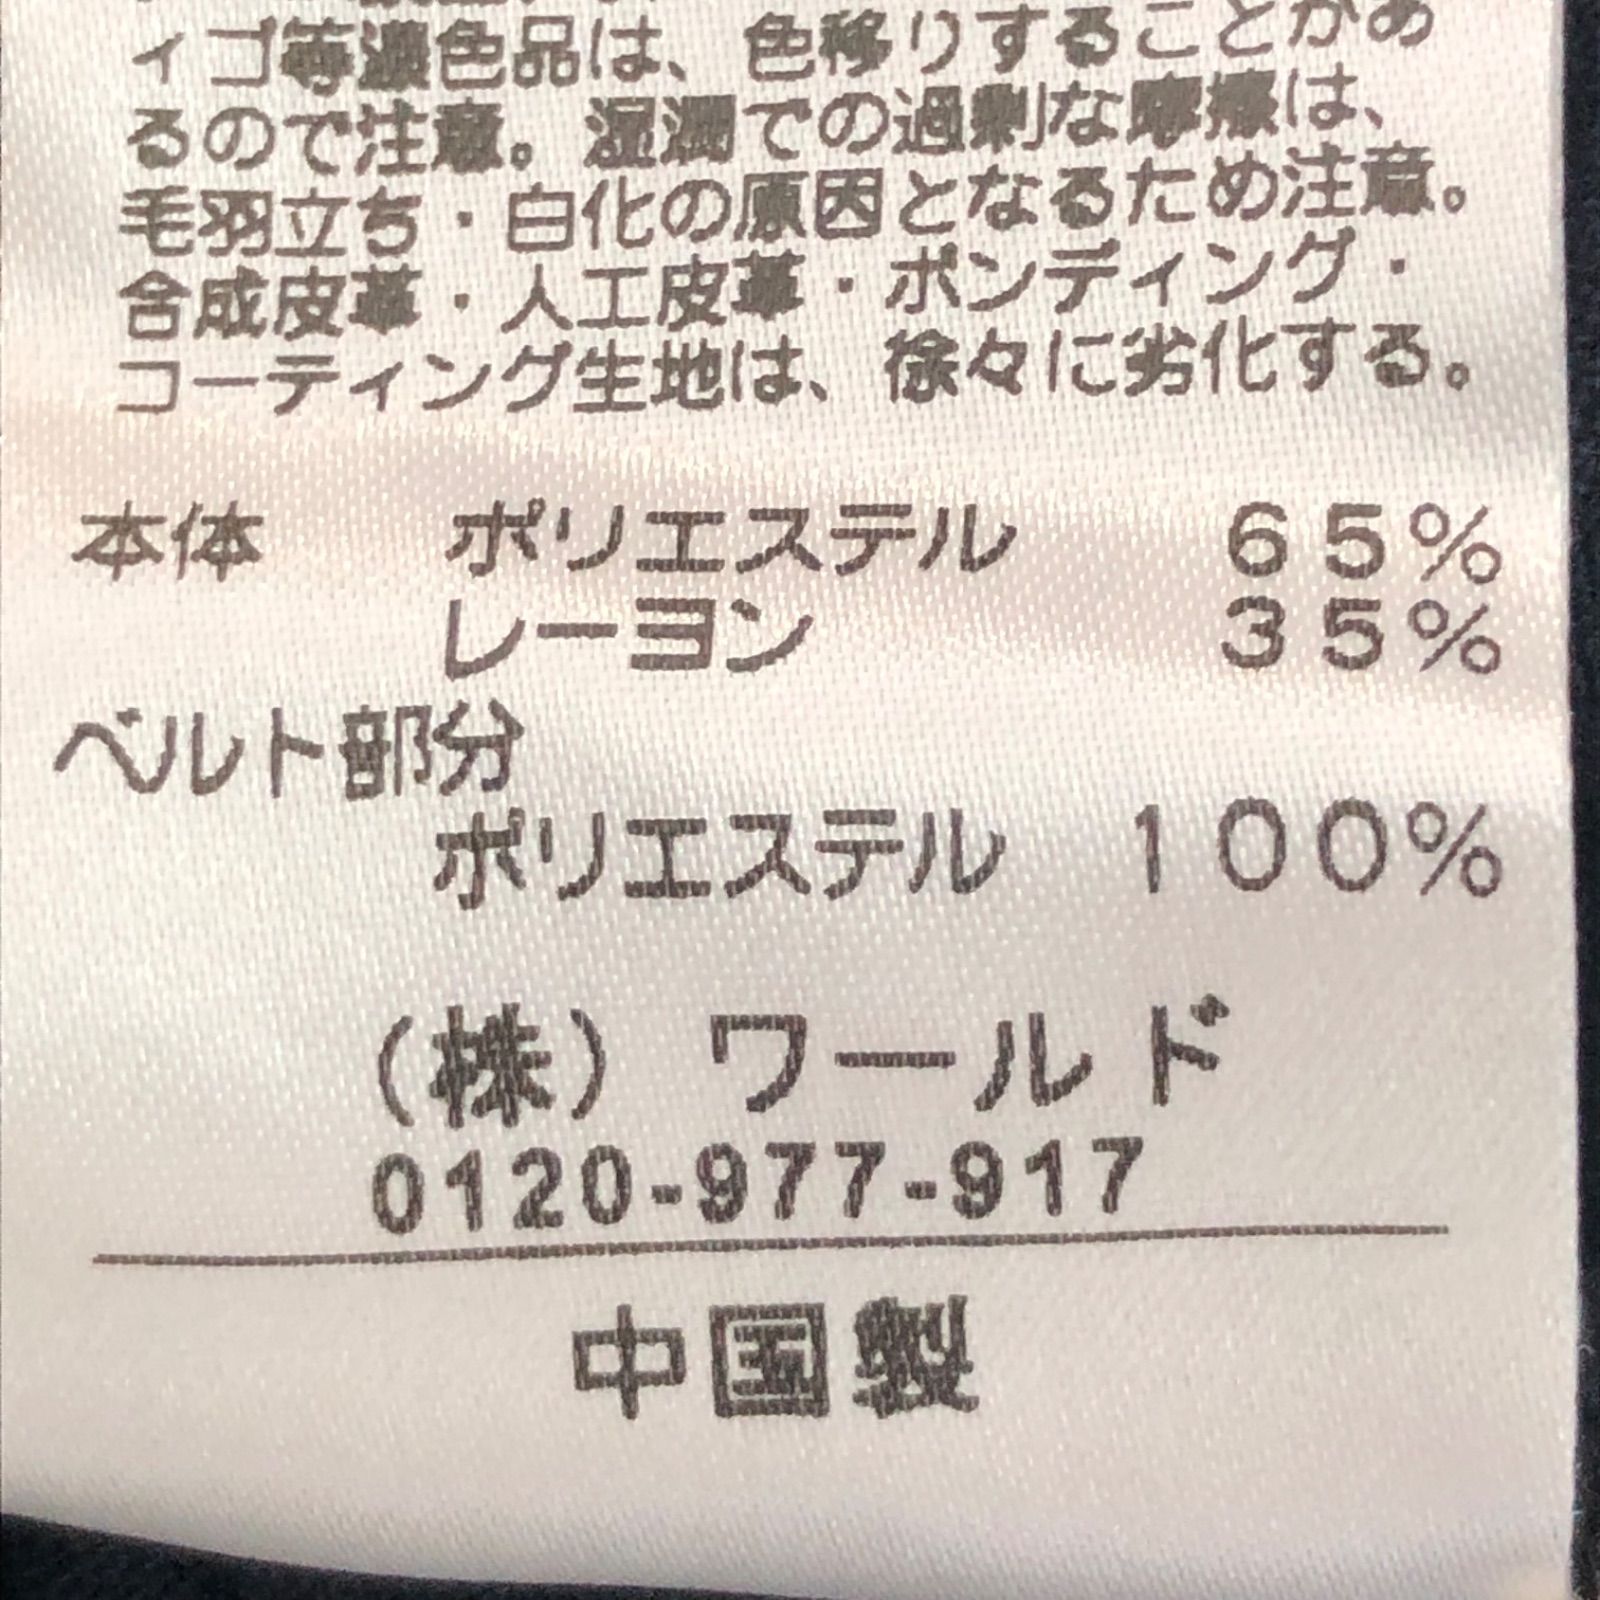 ィゴ等濃色品は、色移りすることがあ
るので注意。湿潤での過剰な摩擦は、
毛羽立ち・白化の原因となるため注意。
合成皮革・人工皮革・ボンディング・
コーティング生地は、徐々に劣化する。
本体 ポリエステル 65%
レーヨン 35%
ベルト部分
ポリエステル 100%
(株) ワールド
0120-977-917
中国製